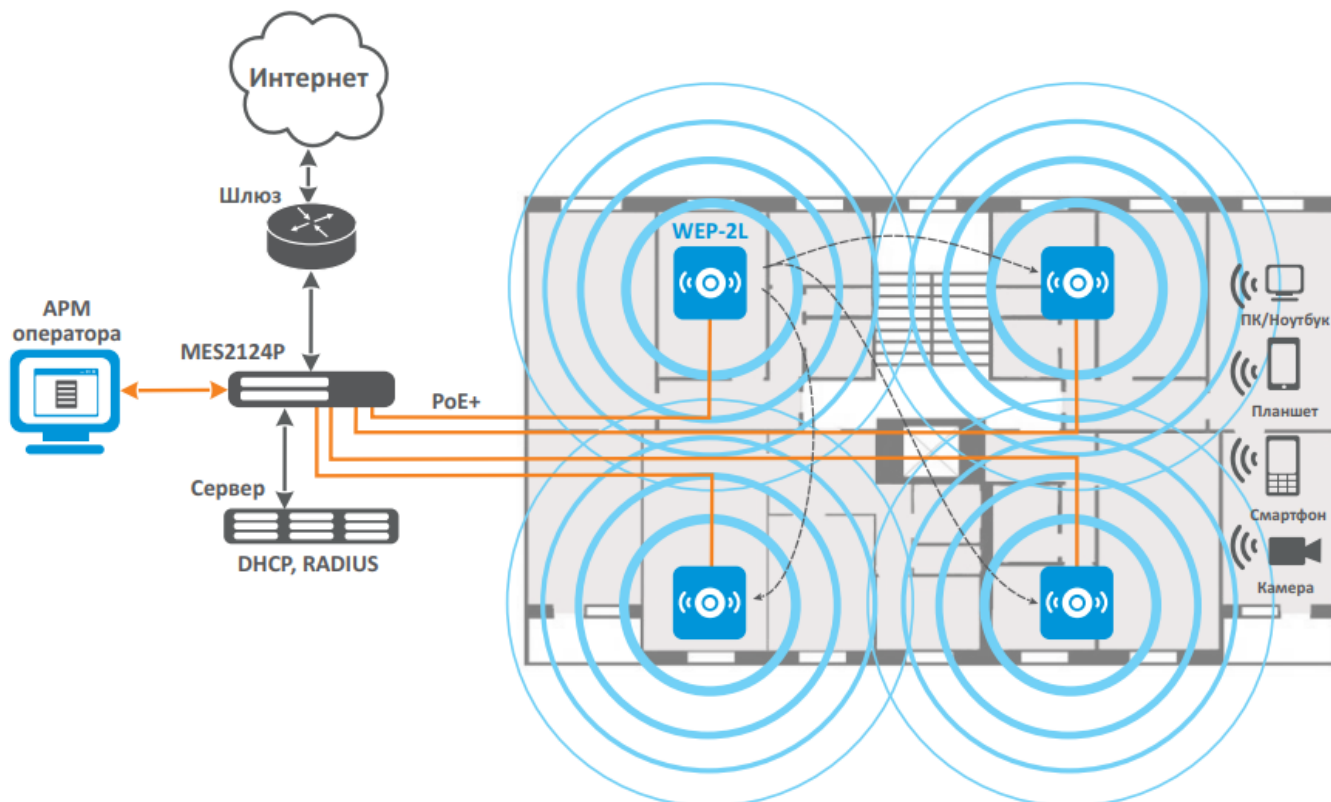 Интернет
Шлюз
WEP-2L
АРМ
оператора
MES2124P
PoE+
Сервер
DHCP, RADIUS
ПК/Ноутбук
Планшет
Смартфон
Камера